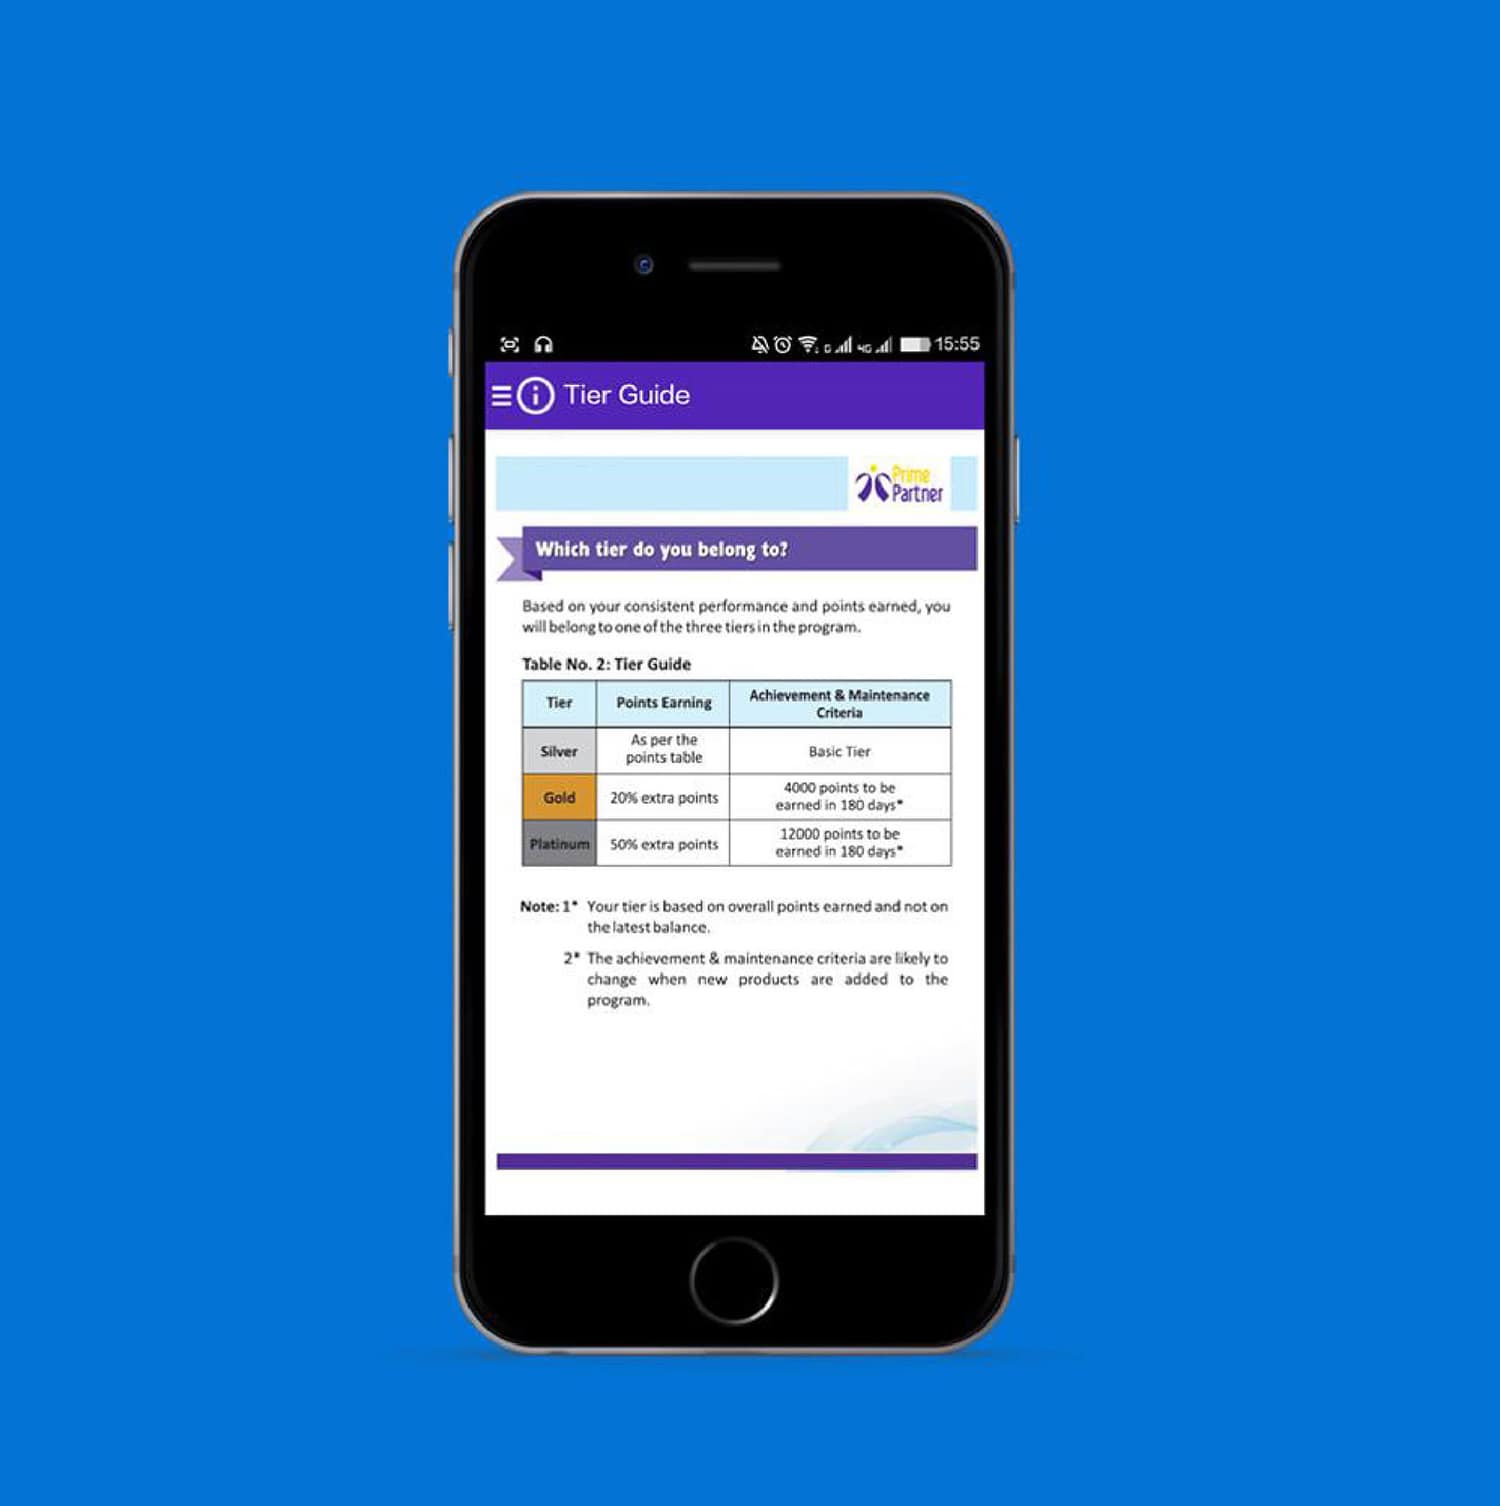 15:55
Tier Guide
Prime
Partner
Which tier do you belong to?
Based on your consistent performance and points earned, you
will belong to one of the three tiers in the program.
Table No. 2: Tier Guide
Tier Points Earning Achievement & Maintenance
Criteria
Silver As per the
points table Basic Tier
Gold 20% extra points 4000 points to be
earned in 180 days*
Platinum 50% extra points 12000 points to be
earned in 180 days*
Note: 1* Your tier is based on overall points earned and not on
the latest balance.
2* The achievement & maintenance criteria are likely to
change when new products are added to the
program.